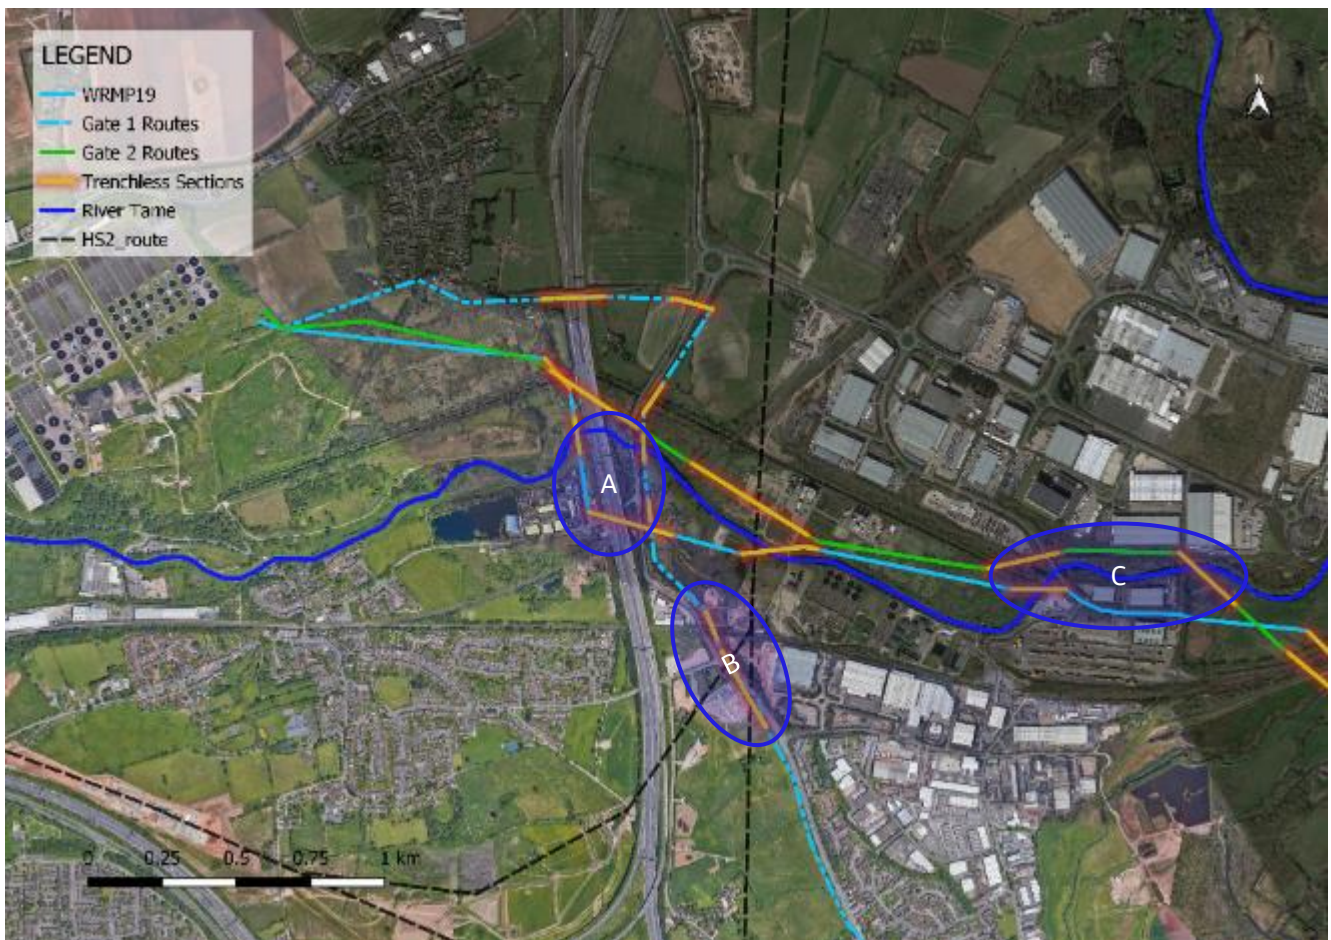 LEGEND
WRMP19
Gate 1 Routes
Gate 2 Routes
Trenchless Sections
River Tame
HS2_route
N
A
C
B
0 0.25 0.5 0.75 1 km